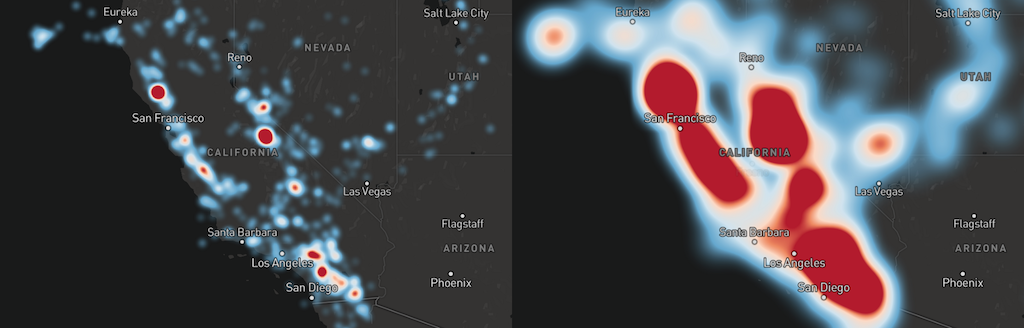 Eureka
Salt Lake City
NEVADA
Reno
UTAH
San Francisco
CALIFORNIA
Las Vegas
Santa Barbara
Flagstaff
ARIZONA
Los Angeles
Phoenix
San Diego
Eureka
Salt Lake City
NEVADA
Reno
UTAH
San Francisco
CALIFORNIA
Las Vegas
Santa Barbara
Flagstaff
ARIZONA
Los Angeles
Phoenix
San Diego